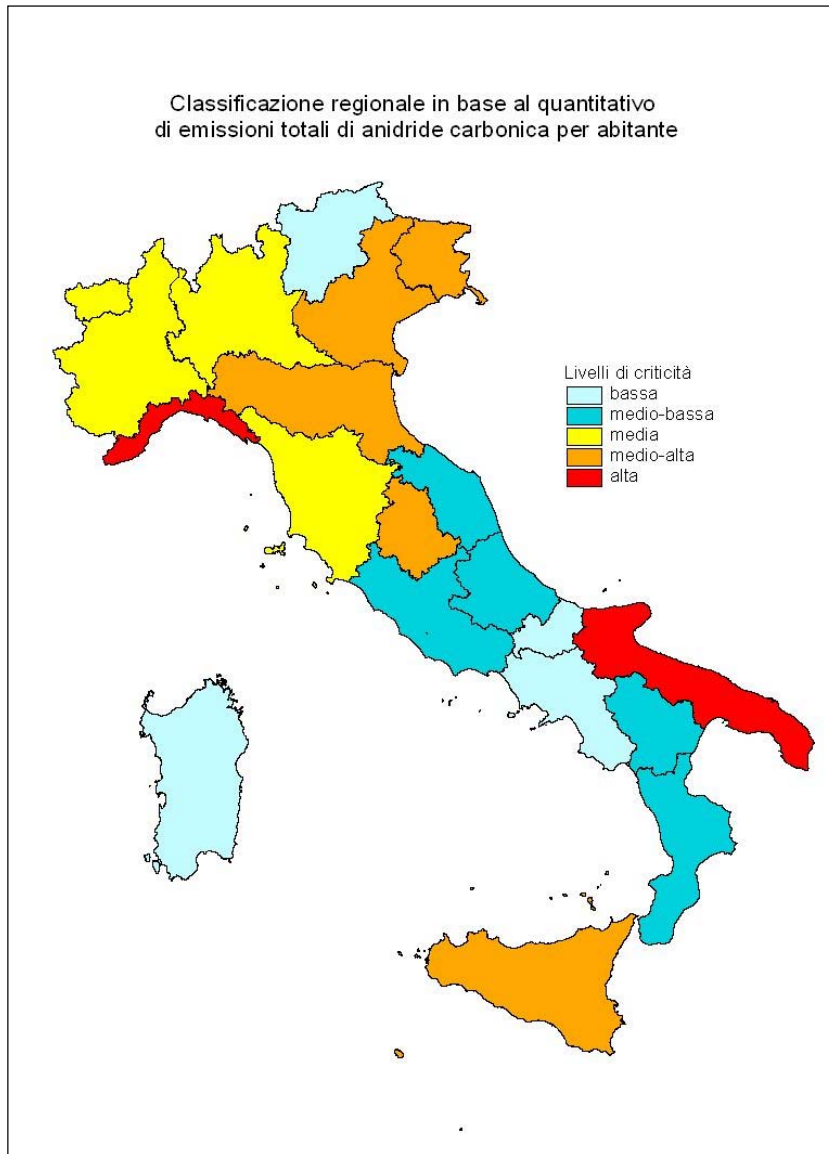 Classificazione regionale in base al quantitativo
di emissioni totali di anidride carbonica per abitante
Livelli di criticità
bassa
medio-bassa
media
medio-alta
alta